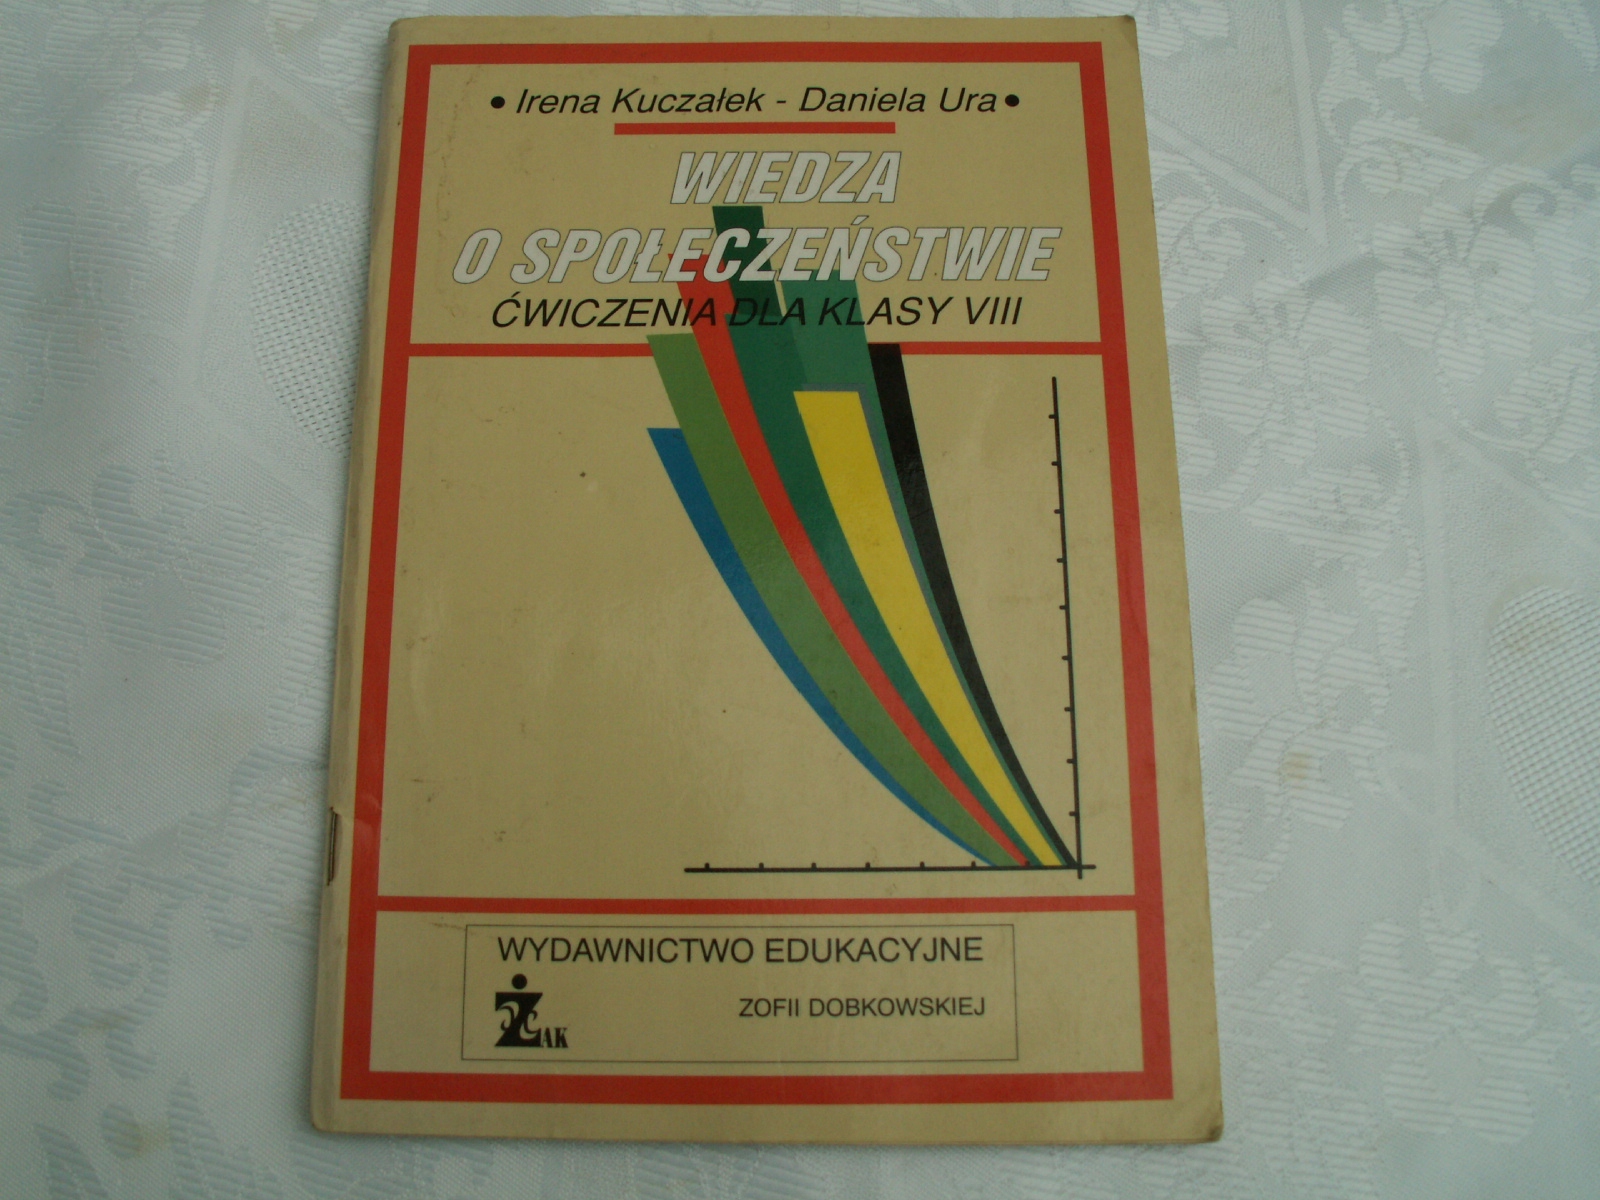 • Irena Kuczałek - Daniela Ura •
WIEDZA
O SPOŁECZEŃSTWIE
ĆWICZENIA DLA KLASY VIII
WYDAWNICTWO EDUKACYJNE
ŻAK
ZOFII DOBKOWSKIEJ